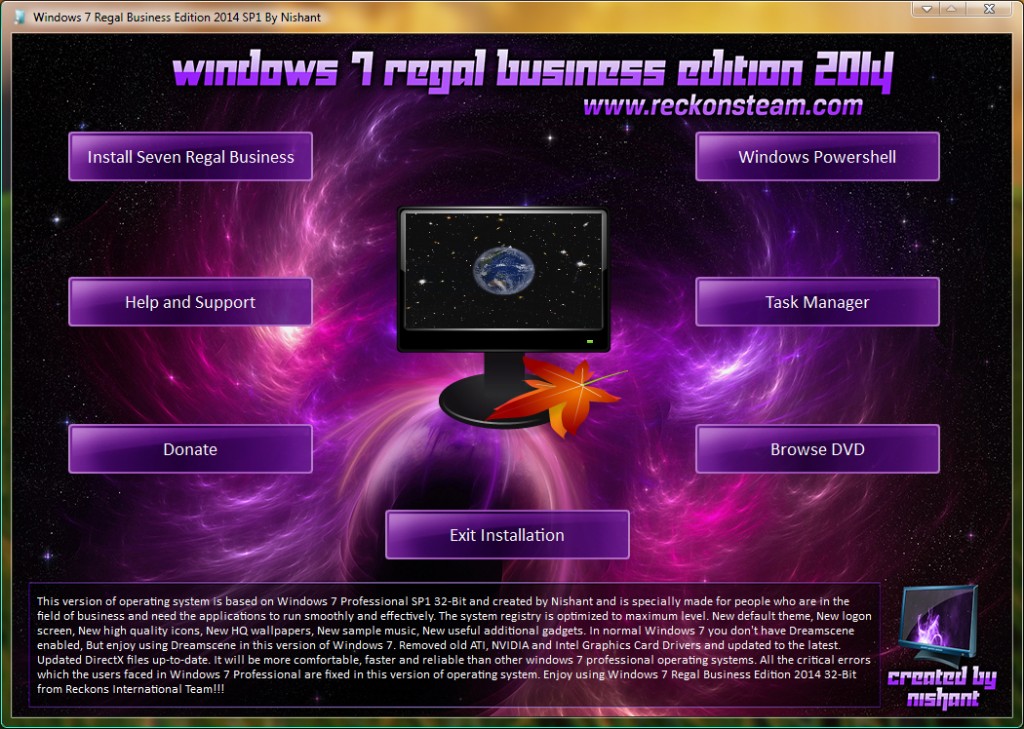 Windows 7 Regal Business Edition 2014 SP1 By Nishant
windows 7 regal business edition 2014
www.reckonsteam.com
Install Seven Regal Business
Windows Powershell
Help and Support
Task Manager
Donate
Browse DVD
Exit Installation
This version of operating system is based on Windows 7 Professional SP1 32-Bit and created by Nishant and is specially made for people who are in the
field of business and need the applications to run smoothly and effectively. The system registry is optimized to maximum level. New default theme, New logon
screen, New high quality icons, New HQ wallpapers, New sample music, New useful additional gadgets. In normal Windows 7 you don't have Dreamscene
enabled, But enjoy using Dreamscene in this version of Windows 7. Removed old ATI, NVIDIA and Intel Graphics Card Drivers and updated to the latest.
Updated DirectX files up-to-date. It will be more comfortable, faster and reliable than other windows 7 professional operating systems. All the critical errors
which the users faced in Windows 7 Professional are fixed in this version of operating system. Enjoy using Windows 7 Regal Business Edition 2014 32-Bit
from Reckons International Team!!!
created by
nishant